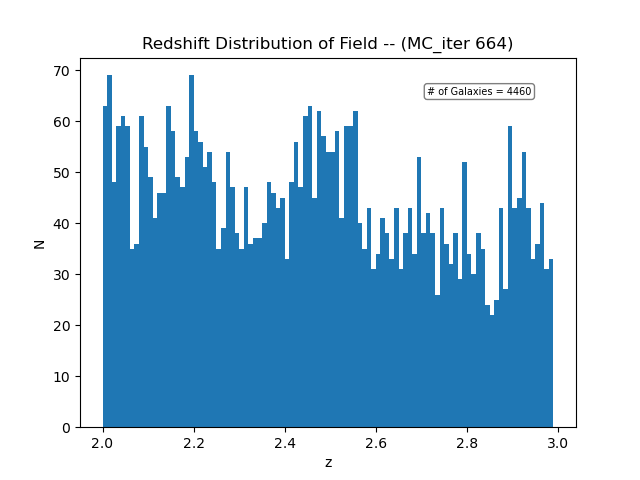 Redshift Distribution of Field -- (MC_iter 664)
# of Galaxies = 4460
70
60
50
40
30
20
10
0
N
2.0 2.2 2.4 2.6 2.8 3.0
z